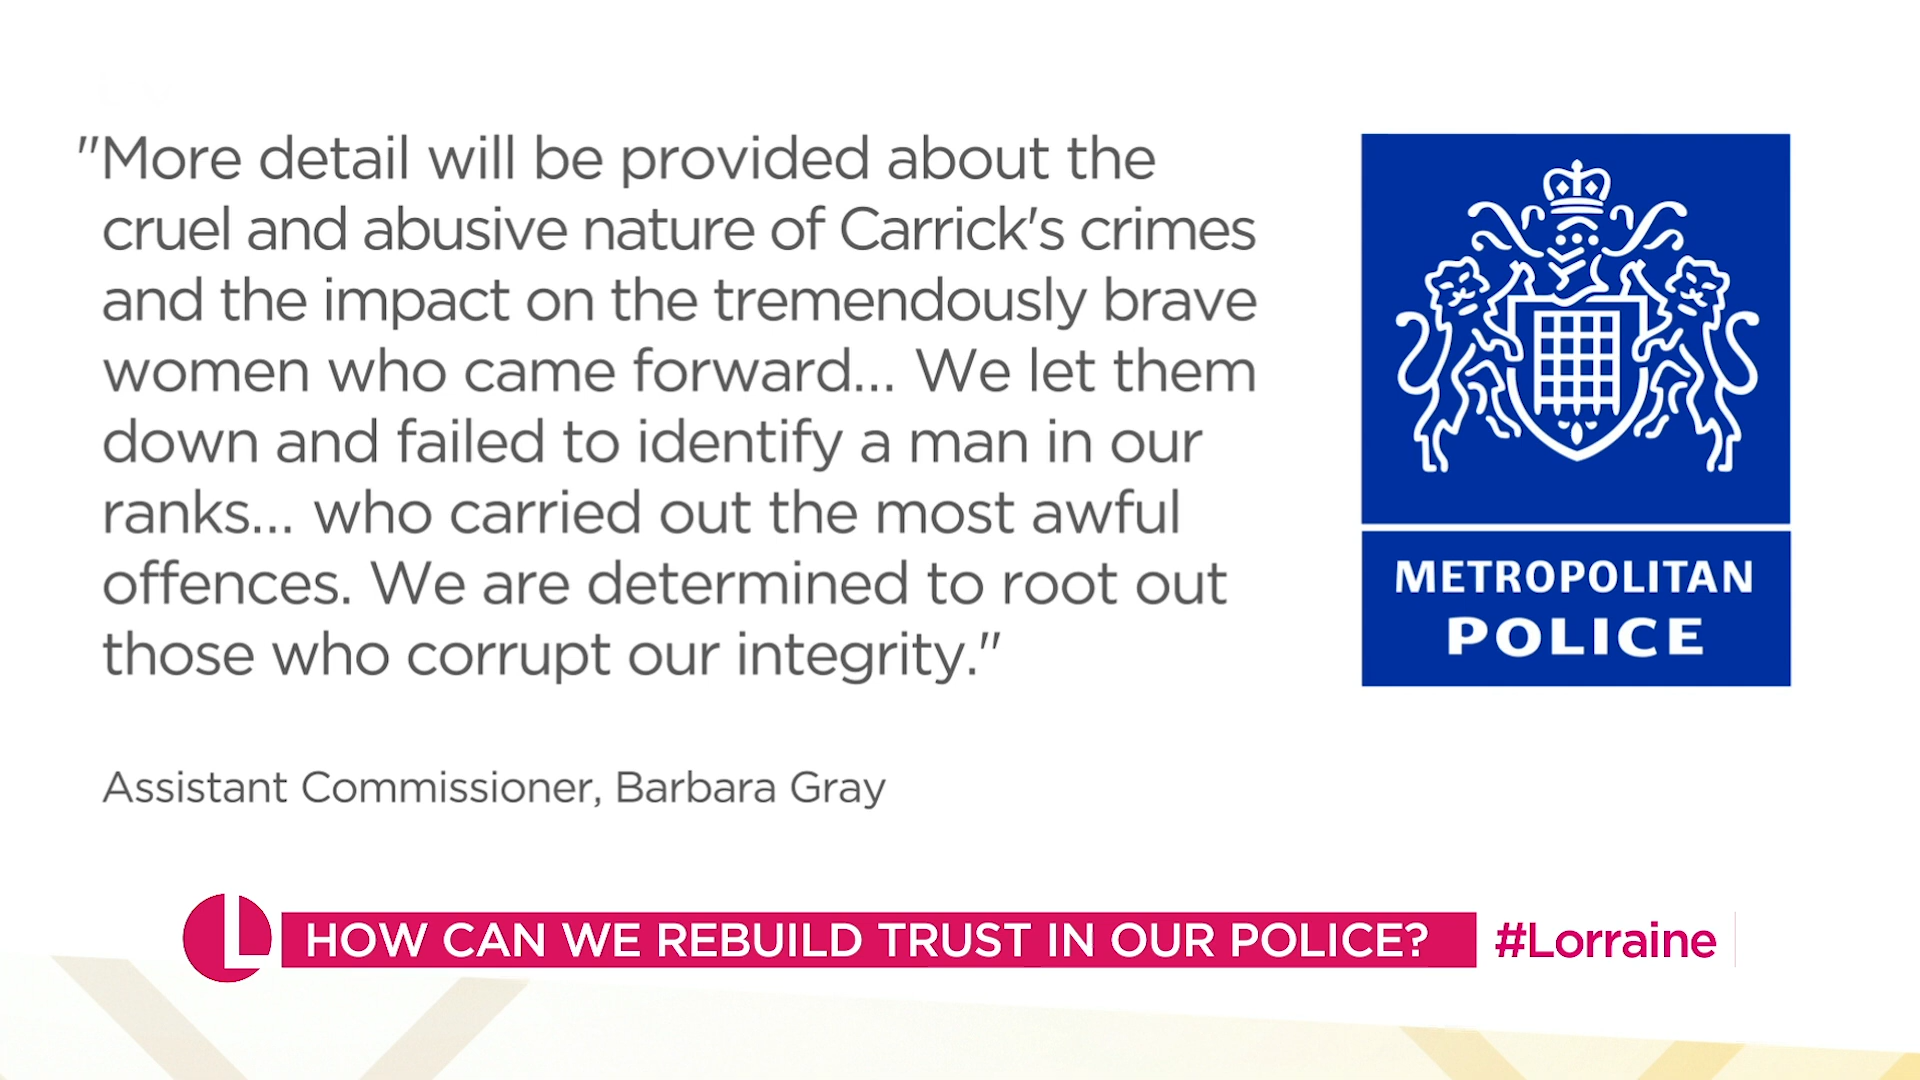 "More detail will be provided about the
cruel and abusive nature of Carrick's crimes
and the impact on the tremendously brave
women who came forward... We let them
down and failed to identify a man in our
ranks... who carried out the most awful
offences. We are determined to root out
those who corrupt our integrity."
Assistant Commissioner, Barbara Gray
METROPOLITAN
POLICE
L HOW CAN WE REBUILD TRUST IN OUR POLICE? #Lorraine